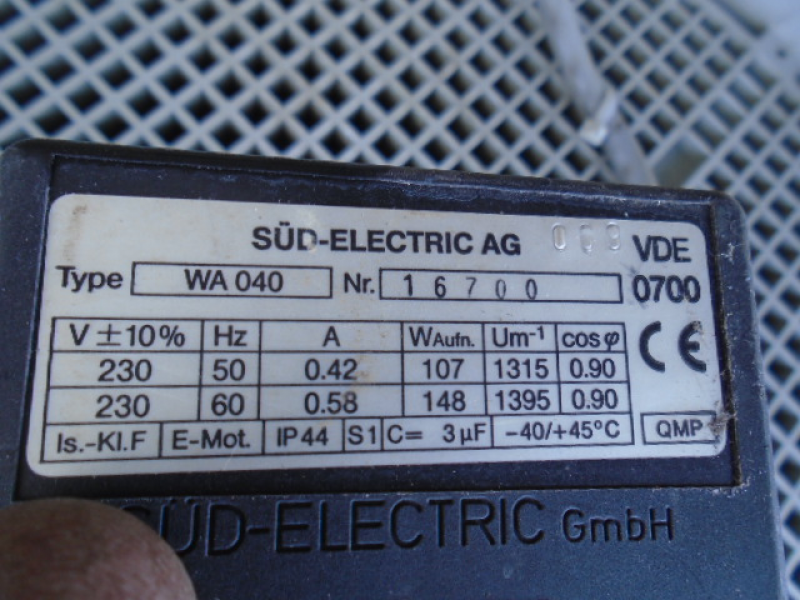 SÜD-ELECTRIC AG
VDE
Type WA 040 Nr. 16700 0700
V ±10% Hz A WAufn. Um-1 cosφ
230 50 0.42 107 1315 0.90
230 60 0.58 148 1395 0.90
CE
Is.-Kl.F E-Mot. IP44 S1 C= 3µF -40/+45°C QMP
SÜD-ELECTRIC GmbH